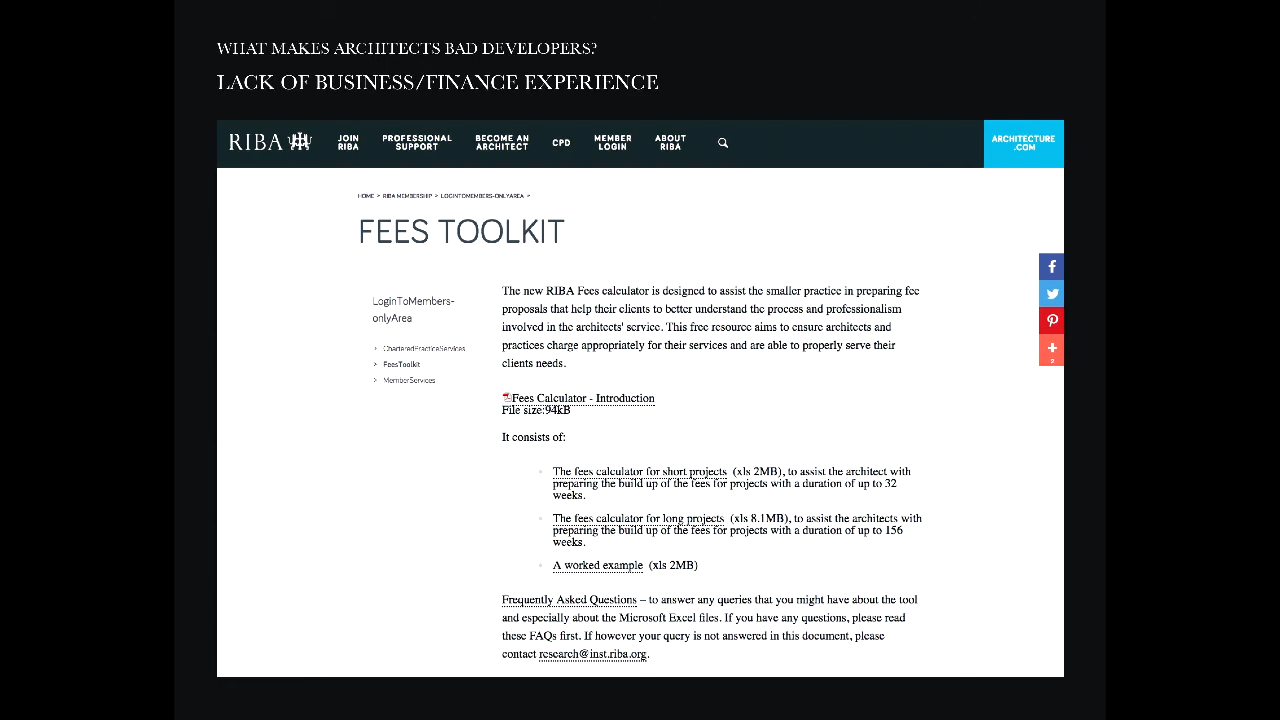 WHAT MAKES ARCHITECTS BAD DEVELOPERS?
LACK OF BUSINESS/FINANCE EXPERIENCE
RIBA
JOIN RIBA
PROFESSIONAL SUPPORT
BECOME AN ARCHITECT
CPD
MEMBER LOGIN
ABOUT RIBA
ARCHITECTURE .COM
HOME > RIBA MEMBERSHIP > LOGINTOMEMBERS-ONLYAREA >
FEES TOOLKIT
LoginToMembers-
onlyArea
> CharteredPracticeServices
> FeesToolkit
> MemberServices
The new RIBA Fees calculator is designed to assist the smaller practice in preparing fee
proposals that help their clients to better understand the process and professionalism
involved in the architects' service. This free resource aims to ensure architects and
practices charge appropriately for their services and are able to properly serve their
clients needs.
Fees Calculator - Introduction
File size:94kB
It consists of:
The fees calculator for short projects (xls 2MB), to assist the architect with
preparing the build up of the fees for projects with a duration of up to 32
weeks.
The fees calculator for long projects (xls 8.1MB), to assist the architects with
preparing the build up of the fees for projects with a duration of up to 156
weeks.
A worked example (xls 2MB)
Frequently Asked Questions – to answer any queries that you might have about the tool
and especially about the Microsoft Excel files. If you have any questions, please read
these FAQs first. If however your query is not answered in this document, please
contact research@inst.riba.org.
2